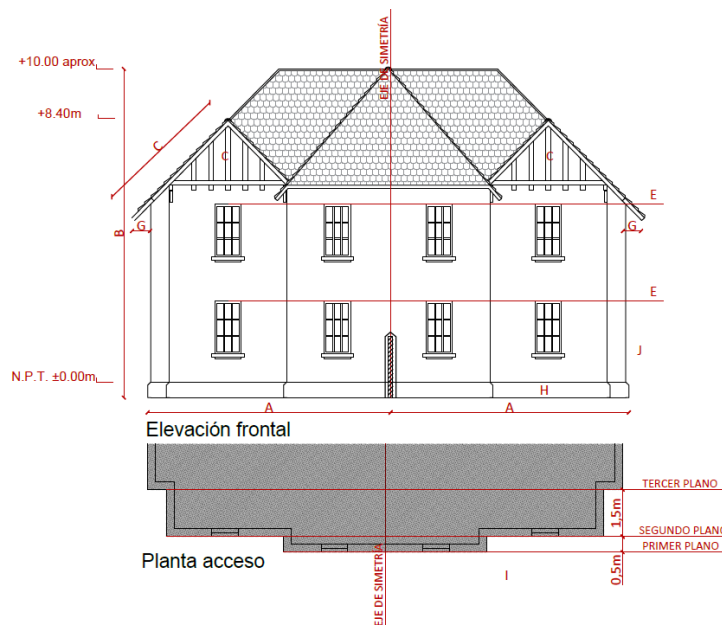 +10.00 aprox.
EJE DE SIMETRÍA
+8.40m
C
C
C
B
E
G
G
E
J
N.P.T. ±0.00m
H
A
A
Elevación frontal
TERCER PLANO
1,5m
SEGUNDO PLANO
PRIMER PLANO
Planta acceso
EJE DE SIMETRÍA
0,5m
I